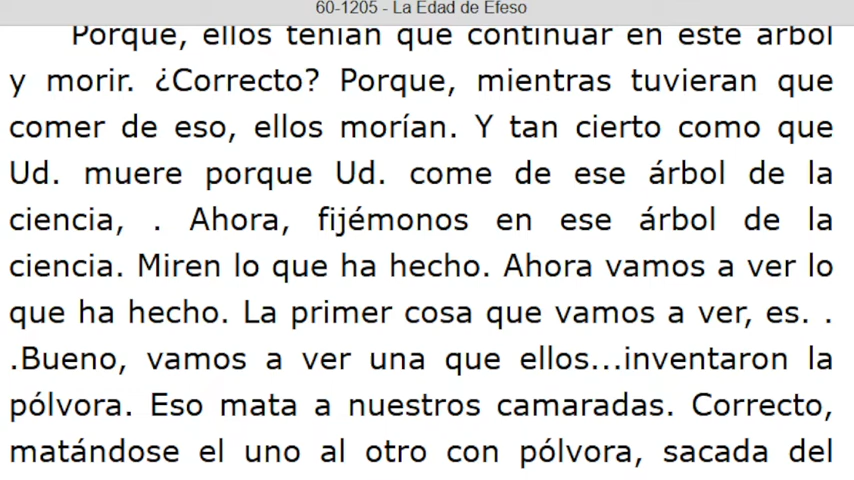 60-1205 - La Edad de Efeso
Porque, ellos tenían que continuar en este árbol
y morir. ¿Correcto? Porque, mientras tuvieran que
comer de eso, ellos morían. Y tan cierto como que
Ud. muere porque Ud. come de ese árbol de la
ciencia, . Ahora, fijémonos en ese árbol de la
ciencia. Miren lo que ha hecho. Ahora vamos a ver lo
que ha hecho. La primer cosa que vamos a ver, es. .
.Bueno, vamos a ver una que ellos...inventaron la
pólvora. Eso mata a nuestros camaradas. Correcto,
matándose el uno al otro con pólvora, sacada del